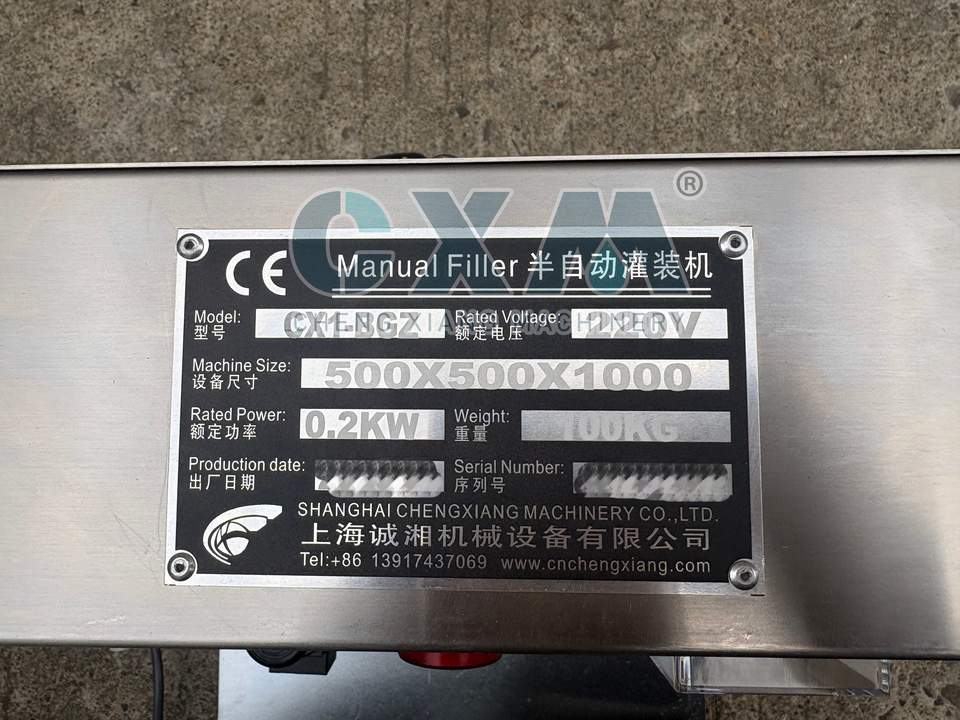 CXM®
CHENG XIANG MACHINERY
CE Manual Filler 半自动灌装机
Model: Rated Voltage: 220V
型号 额定电压
Machine Size: 500X500X1000
设备尺寸
Rated Power: 0.2KW Weight: 100KG
额定功率 重量
Production date: Serial Number:
出厂日期 序列号
SHANGHAI CHENGXIANG MACHINERY CO.,LTD.
上海诚湘机械设备有限公司
Tel:+86 13917437069 www.cnchengxiang.com